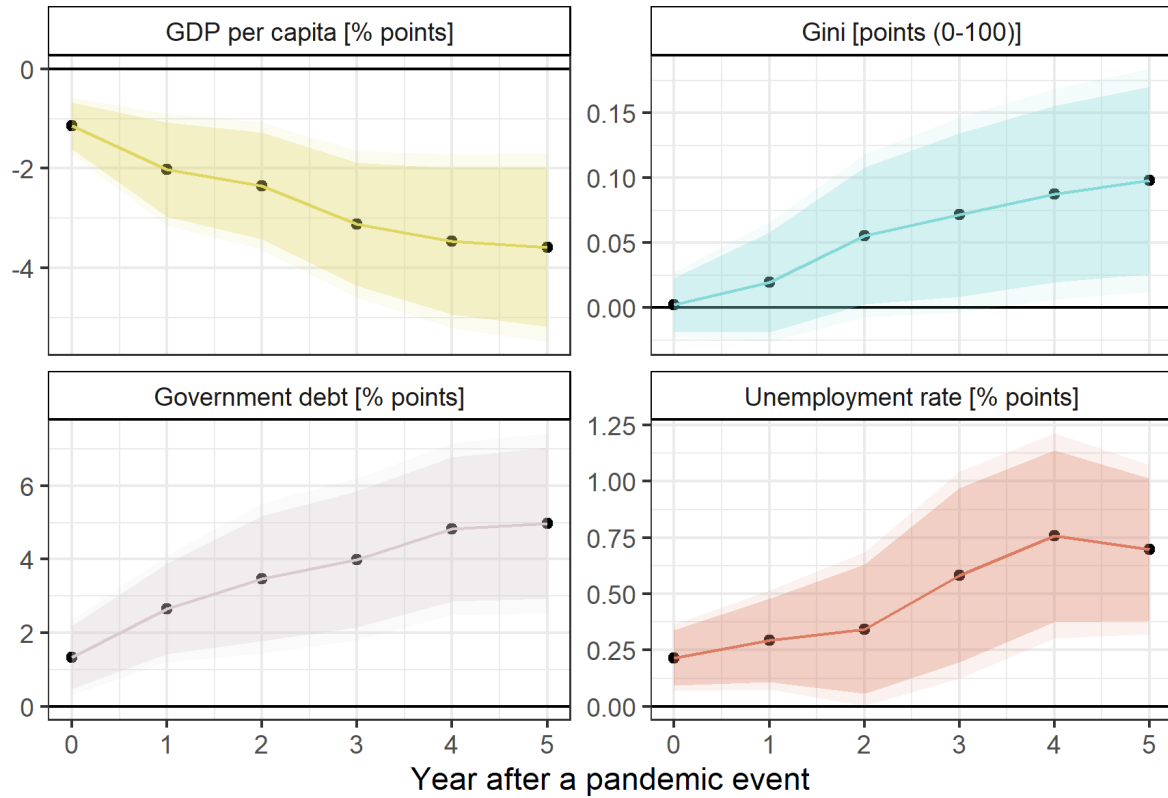 GDP per capita [% points]
Gini [points (0-100)]
0
-2
-4
0.15
0.10
0.05
0.00
Government debt [% points]
Unemployment rate [% points]
6
4
2
0
1.25
1.00
0.75
0.50
0.25
0.00
0 1 2 3 4 5
0 1 2 3 4 5
Year after a pandemic event